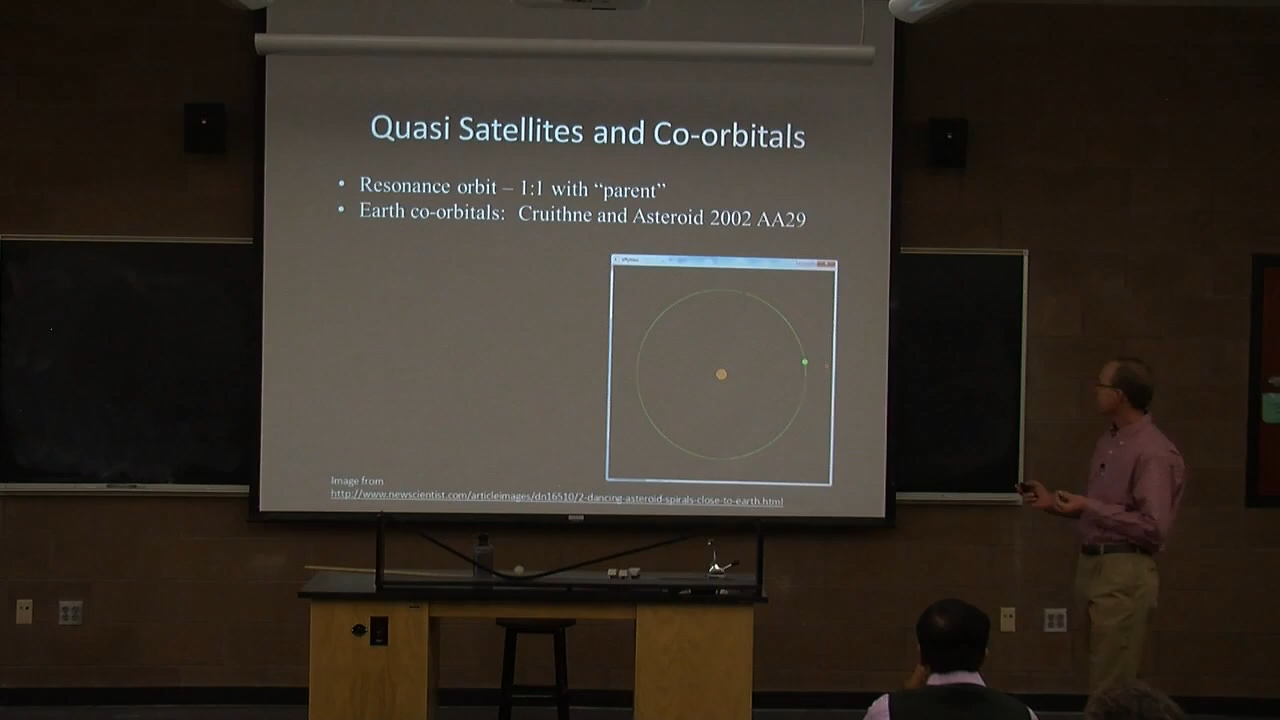 Quasi Satellites and Co-orbitals
• Resonance orbit – 1:1 with “parent”
• Earth co-orbitals: Cruithne and Asteroid 2002 AA29
Image from
http://www.newscientist.com/articleimages/dn16510/2-dancing-asteroid-spirals-close-to-earth.html